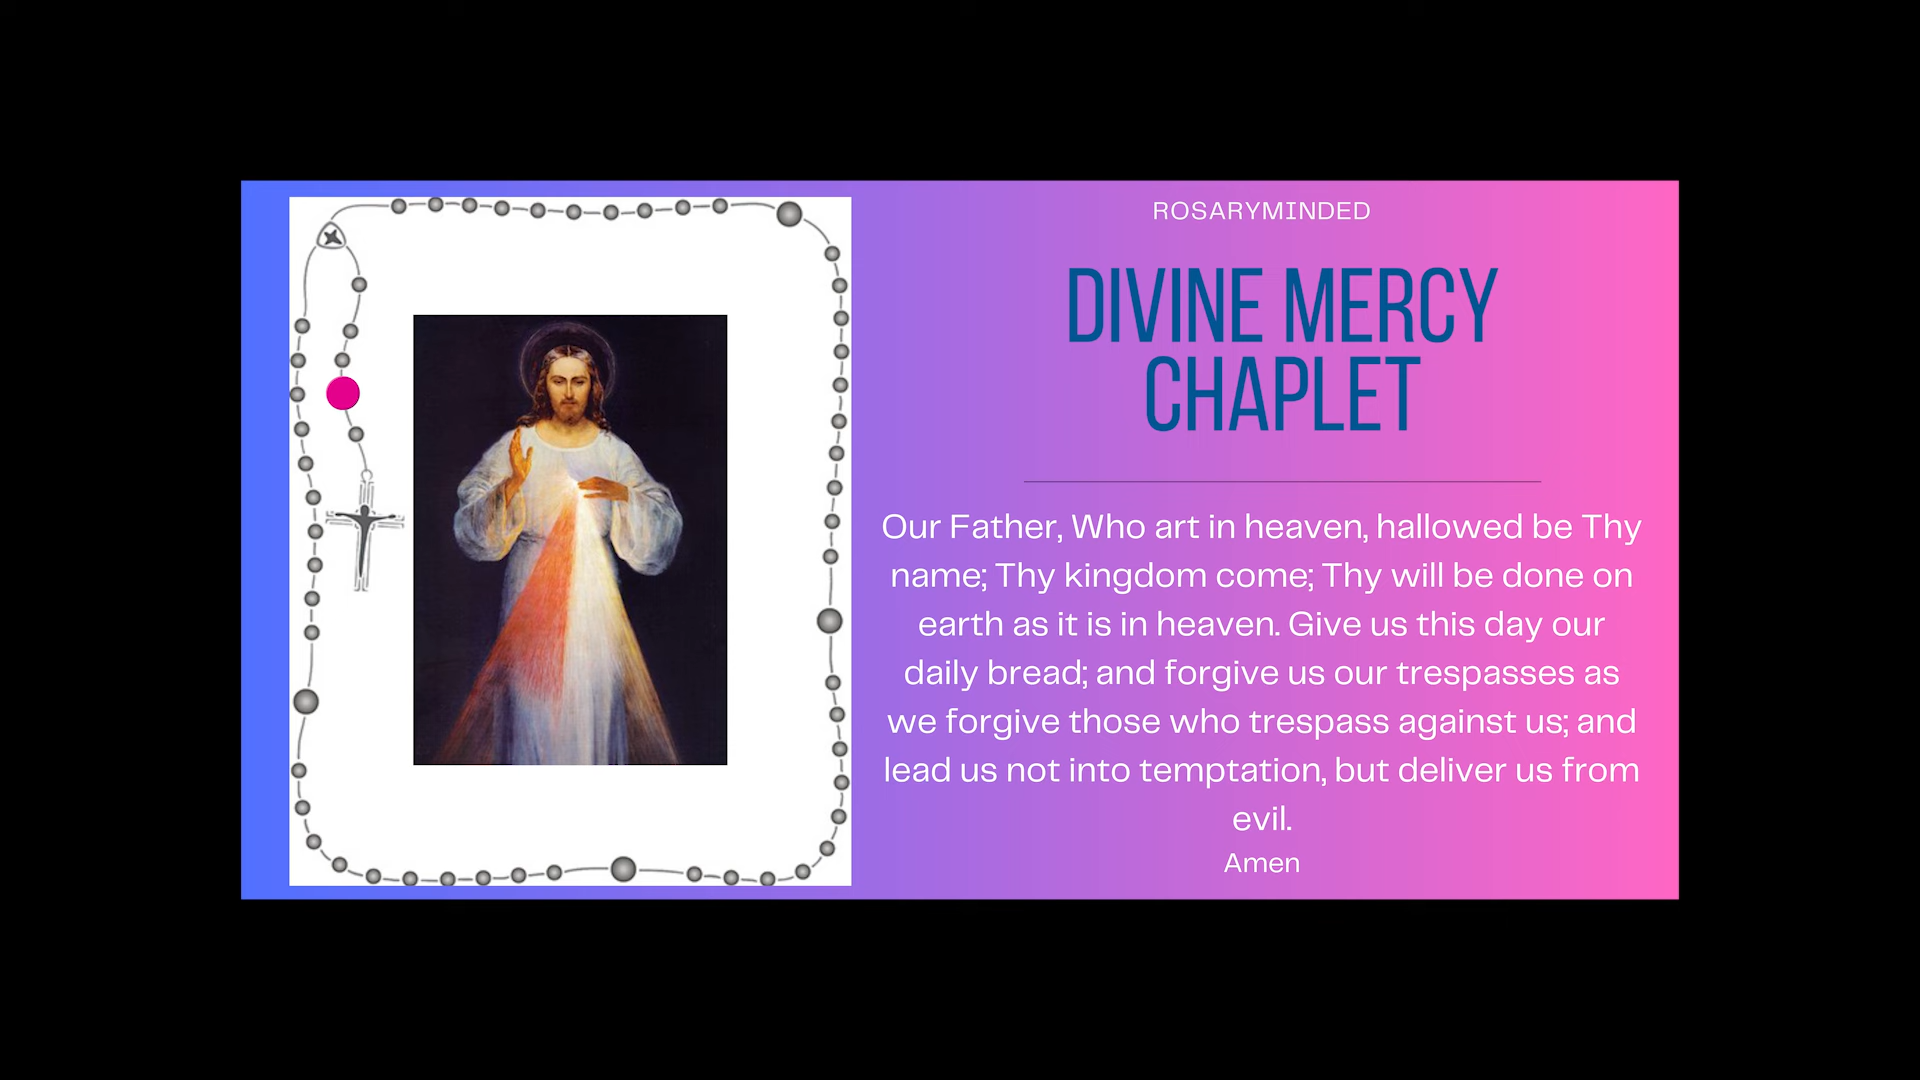 ROSARYMINDED
DIVINE MERCY
CHAPLET
Our Father, Who art in heaven, hallowed be Thy
name; Thy kingdom come; Thy will be done on
earth as it is in heaven. Give us this day our
daily bread; and forgive us our trespasses as
we forgive those who trespass against us; and
lead us not into temptation, but deliver us from
evil.
Amen